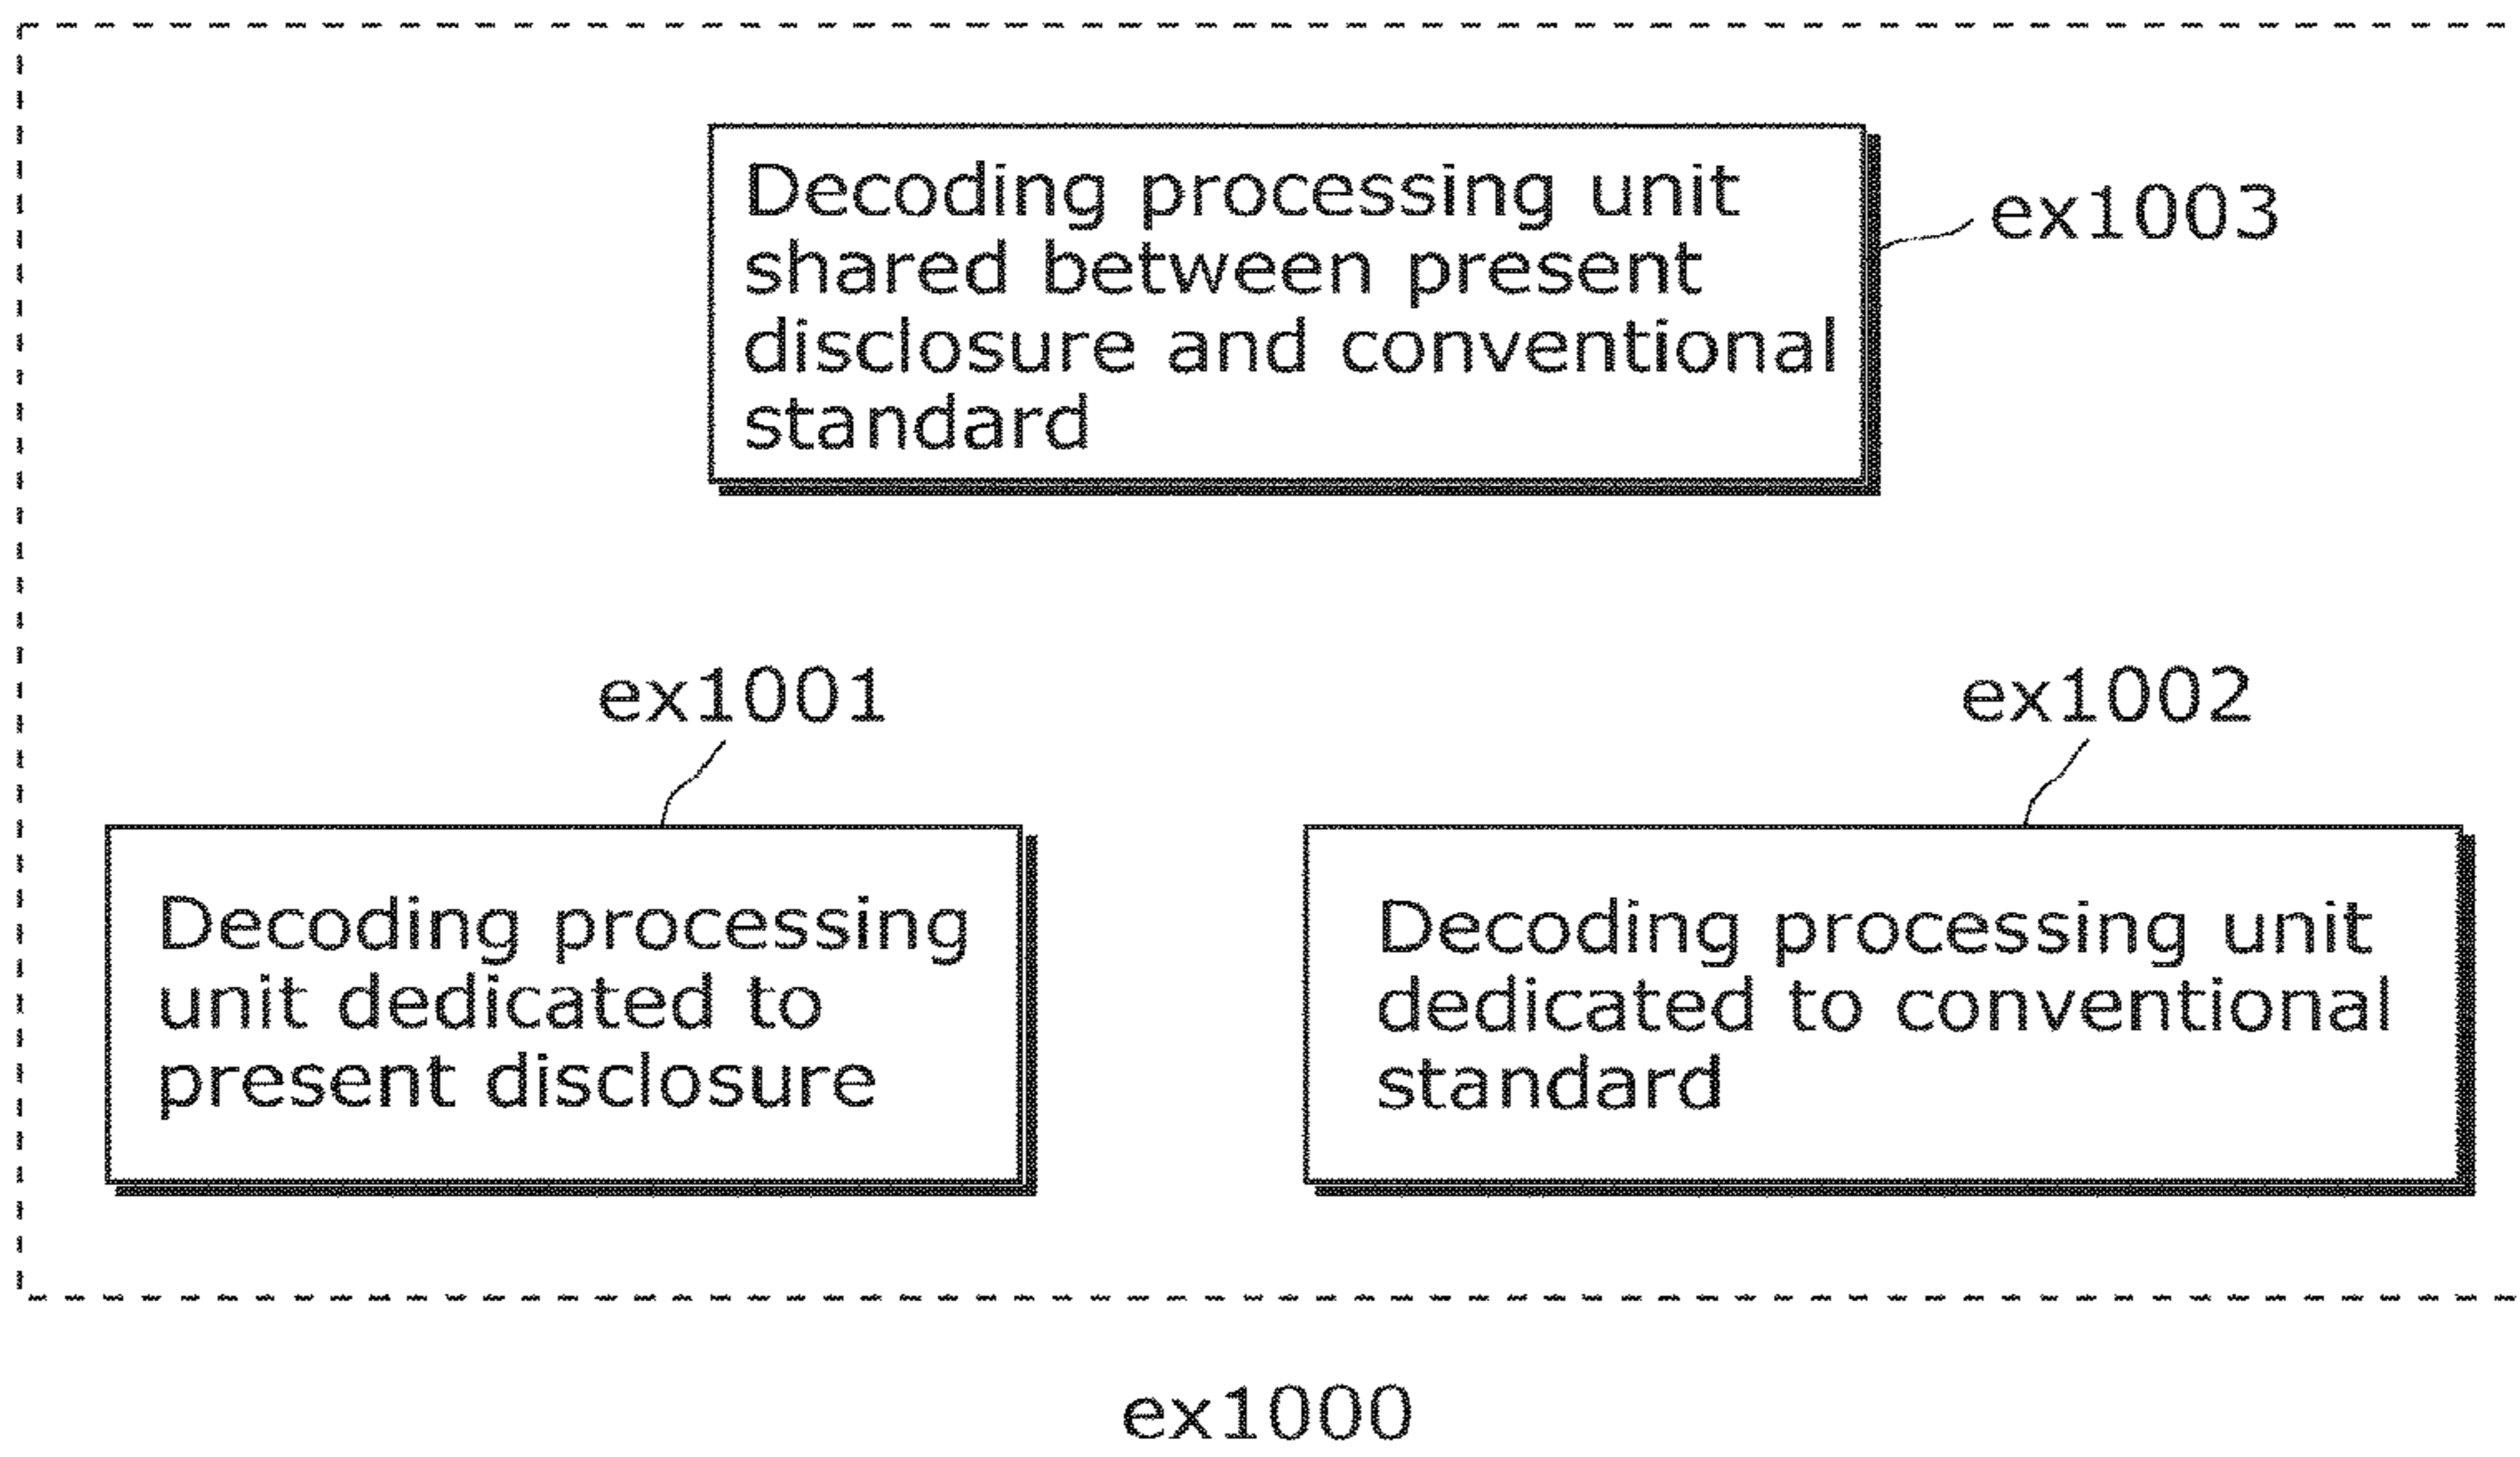 Decoding processing unit
shared between present
disclosure and conventional
standard
ex1003
ex1001
ex1002
Decoding processing
unit dedicated to
present disclosure
Decoding processing unit
dedicated to conventional
standard
ex1000